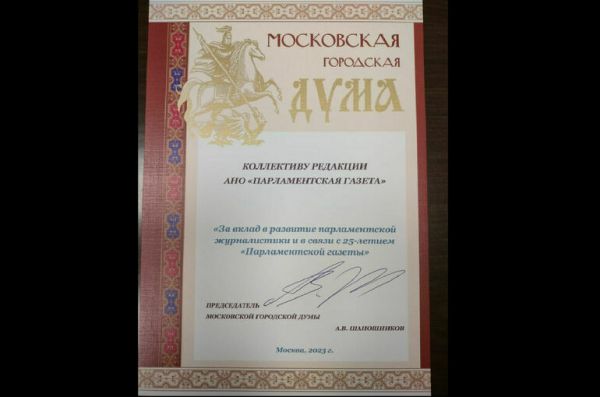 МОСКОВСКАЯ
ГОРОДСКАЯ
ДУМА
КОЛЛЕКТИВУ РЕДАКЦИИ
АНО «ПАРЛАМЕНТСКАЯ ГАЗЕТА»
«За вклад в развитие парламентской
журналистики и в связи с 25-летием
«Парламентской газеты»
ПРЕДСЕДАТЕЛЬ
МОСКОВСКОЙ ГОРОДСКОЙ ДУМЫ
А.В. ШАПОШНИКОВ
Москва, 2023 г.